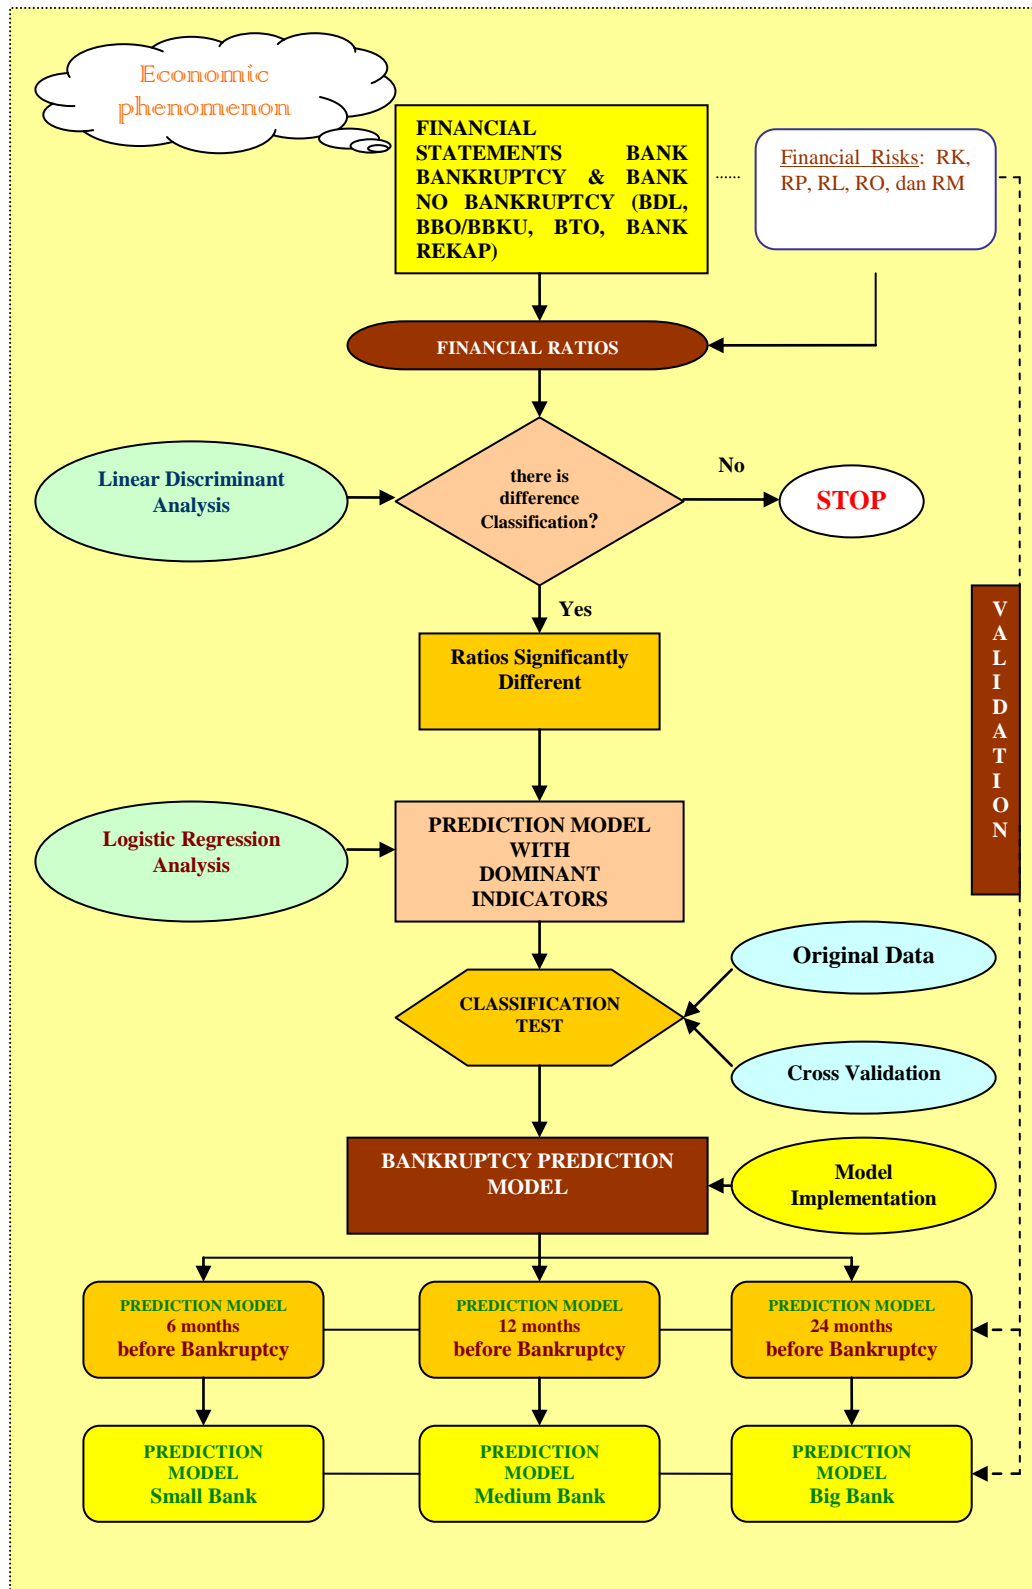 Economic
phenomenon
FINANCIAL
STATEMENTS BANK
BANKRUPTCY & BANK
NO BANKRUPTCY (BDL,
BBO/BBKU, BTO, BANK
REKAP)
......
Financial Risks: RK,
RP, RL, RO, dan RM
FINANCIAL RATIOS
Linear Discriminant
Analysis
there is
difference
Classification?
No
STOP
Yes
Ratios Significantly
Different
VALIDATION
Logistic Regression
Analysis
PREDICTION MODEL
WITH
DOMINANT
INDICATORS
Original Data
CLASSIFICATION
TEST
Cross Validation
BANKRUPTCY PREDICTION
MODEL
Model
Implementation
PREDICTION MODEL
6 months
before Bankruptcy
PREDICTION MODEL
12 months
before Bankruptcy
PREDICTION MODEL
24 months
before Bankruptcy
PREDICTION
MODEL
Small Bank
PREDICTION
MODEL
Medium Bank
PREDICTION
MODEL
Big Bank